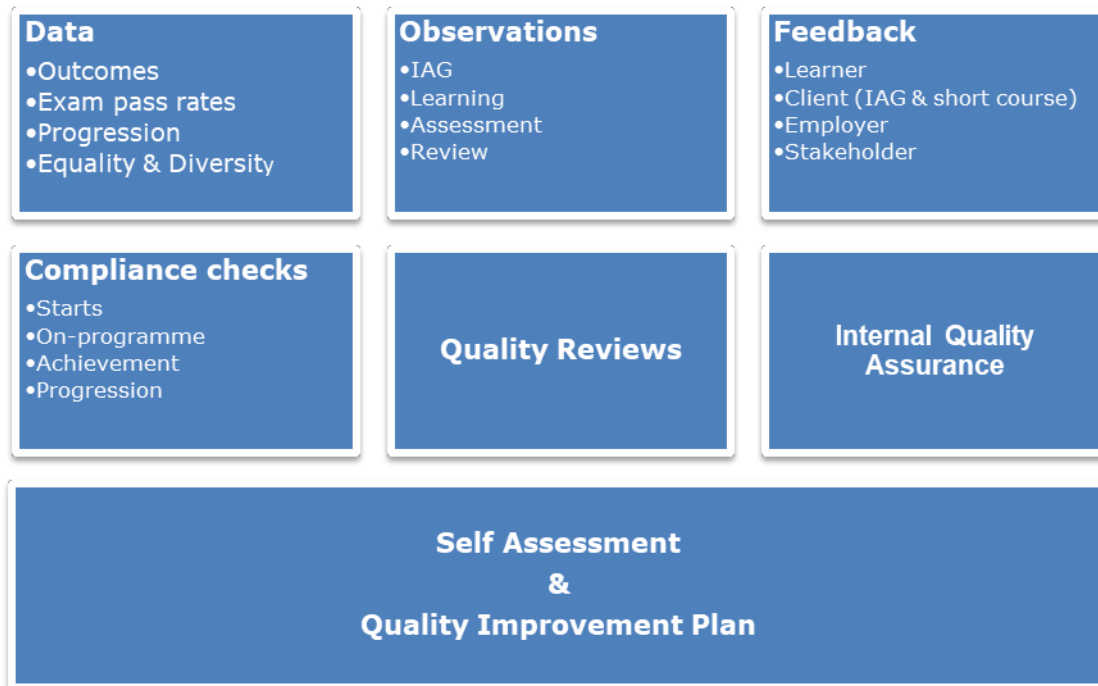 Data
•Outcomes
•Exam pass rates
•Progression
•Equality & Diversity
Observations
•IAG
•Learning
•Assessment
•Review
Feedback
•Learner
•Client (IAG & short course)
•Employer
•Stakeholder
Compliance checks
•Starts
•On-programme
•Achievement
•Progression
Quality Reviews
Internal Quality
Assurance
Self Assessment
&
Quality Improvement Plan